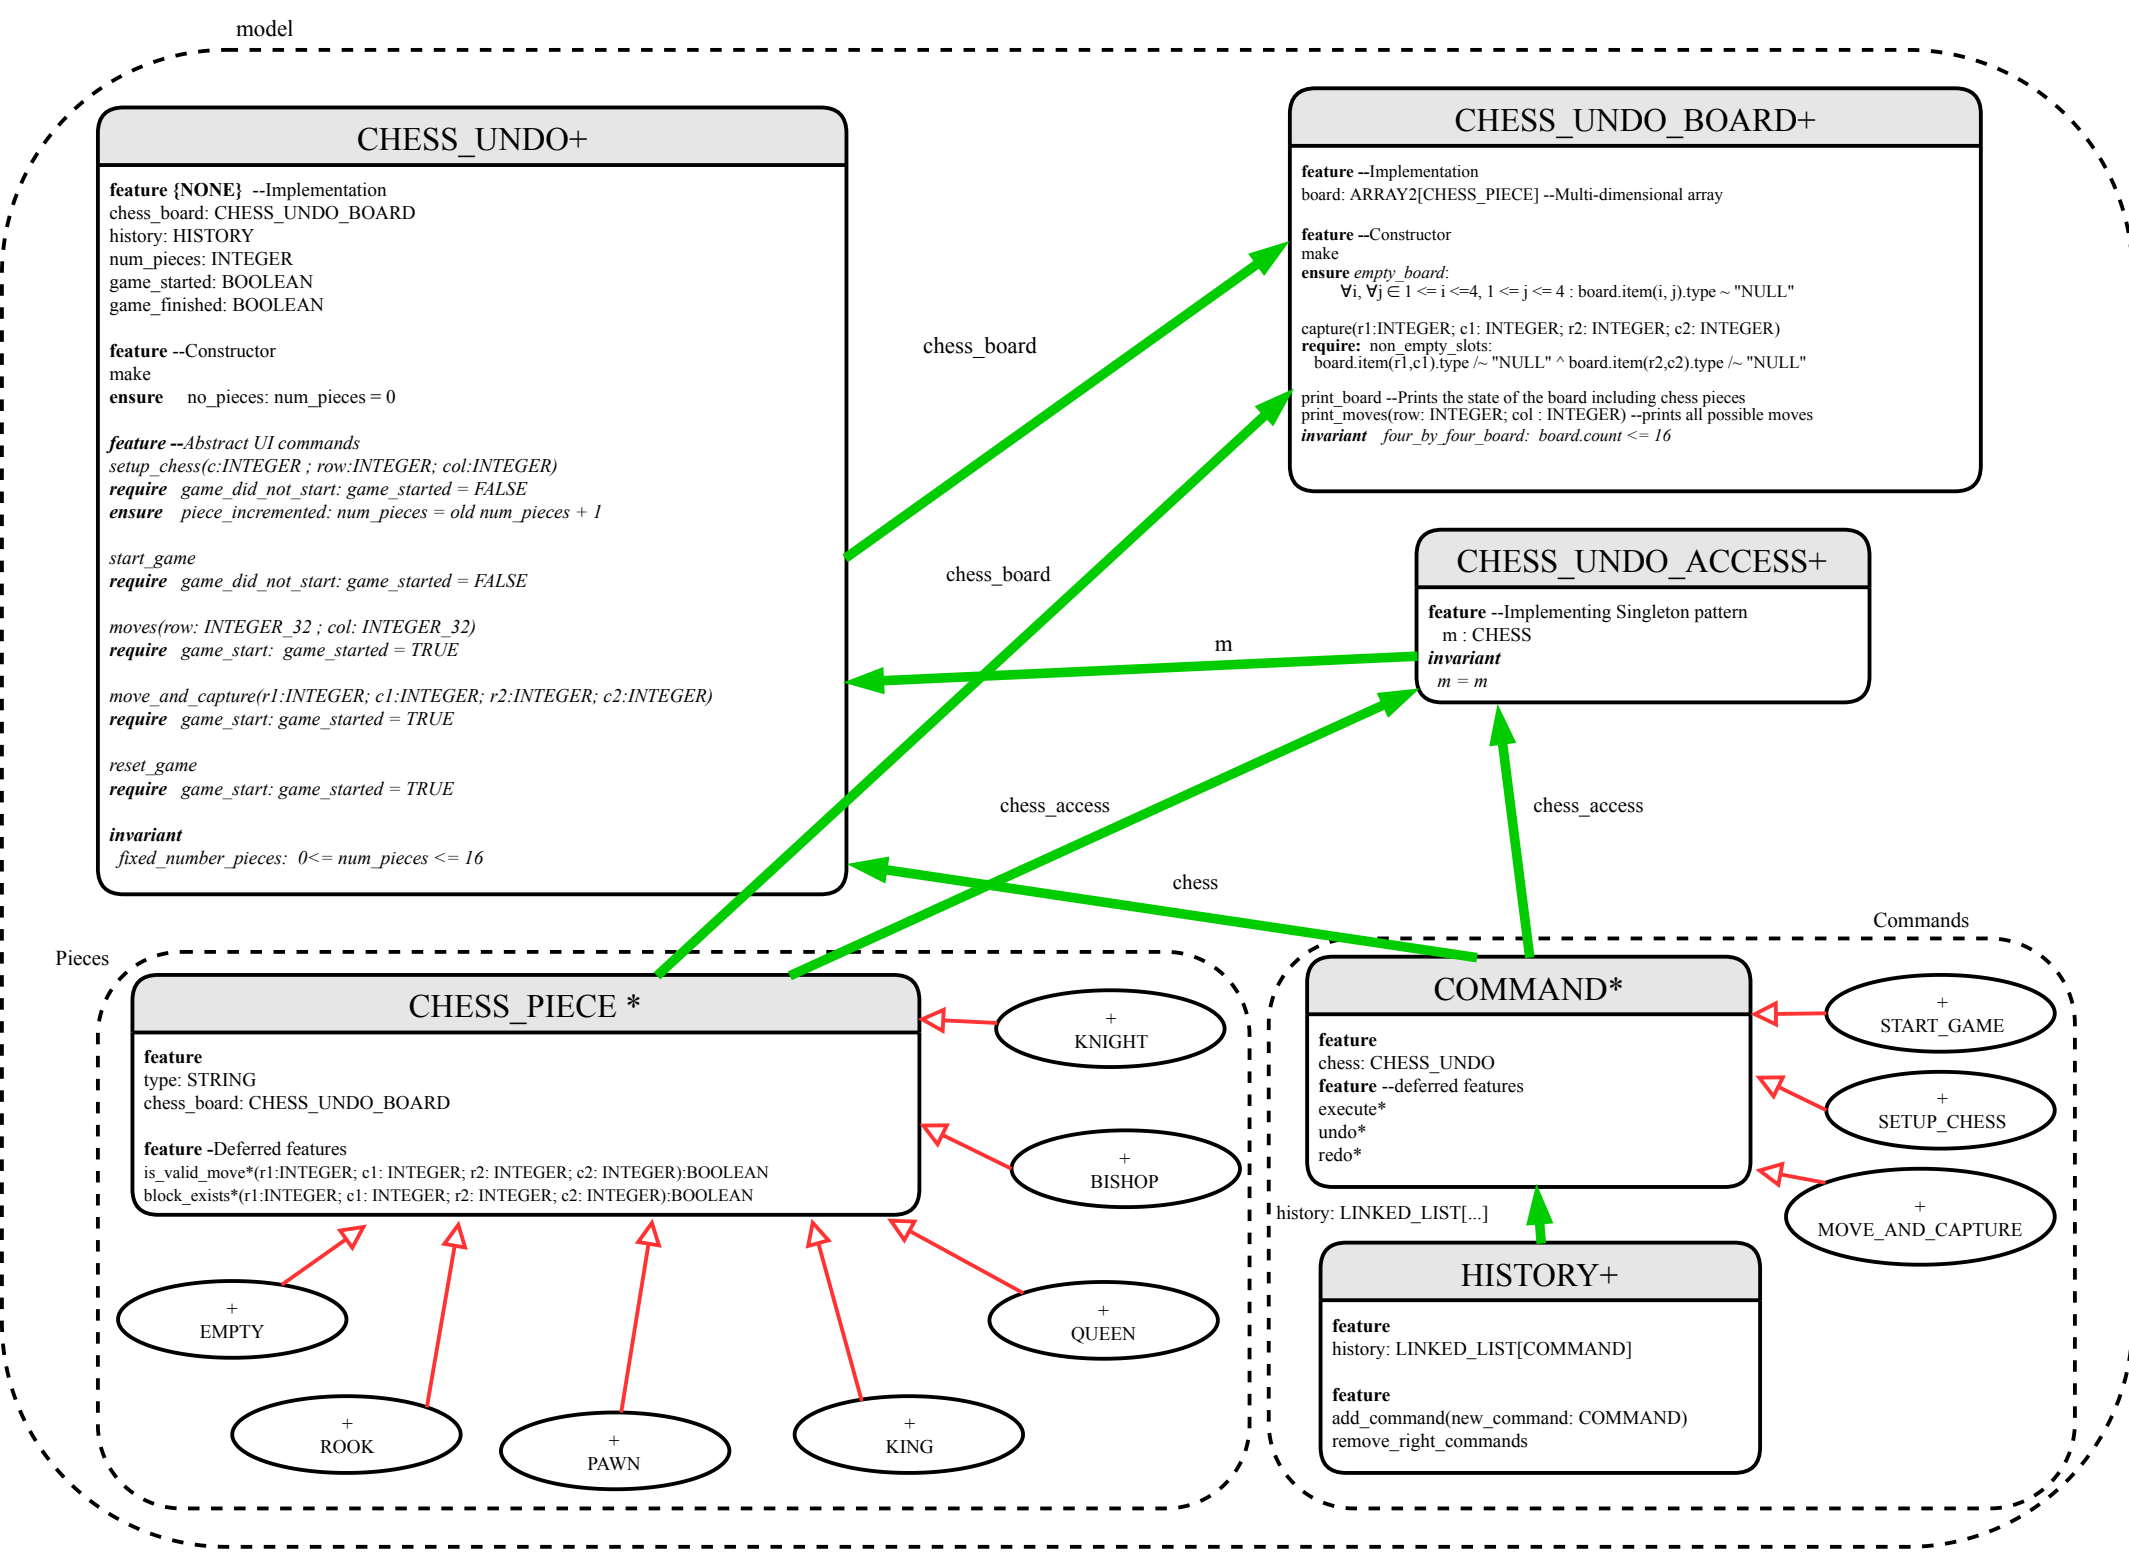 model
CHESS_UNDO+
feature {NONE} --Implementation
chess_board: CHESS_UNDO_BOARD
history: HISTORY
num_pieces: INTEGER
game_started: BOOLEAN
game_finished: BOOLEAN
feature --Constructor
make
ensure no_pieces: num_pieces = 0
feature --Abstract UI commands
setup_chess(c:INTEGER ; row:INTEGER; col:INTEGER)
require game_did_not_start: game_started = FALSE
ensure piece_incremented: num_pieces = old num_pieces + 1
start_game
require game_did_not_start: game_started = FALSE
moves(row: INTEGER_32 ; col: INTEGER_32)
require game_start: game_started = TRUE
move_and_capture(r1:INTEGER; c1:INTEGER; r2:INTEGER; c2:INTEGER)
require game_start: game_started = TRUE
reset_game
require game_start: game_started = TRUE
invariant
fixed_number_pieces: 0<= num_pieces <= 16
CHESS_UNDO_BOARD+
feature --Implementation
board: ARRAY2[CHESS_PIECE] --Multi-dimensional array
feature --Constructor
make
ensure empty_board:
∀i, ∀j ∈ 1 <= i <=4, 1 <= j <= 4 : board.item(i, j).type ~ "NULL"
capture(r1:INTEGER; c1: INTEGER; r2: INTEGER; c2: INTEGER)
require: non_empty_slots:
board.item(r1,c1).type /~ "NULL" ^ board.item(r2,c2).type /~ "NULL"
print_board --Prints the state of the board including chess pieces
print_moves(row: INTEGER; col : INTEGER) --prints all possible moves
invariant four_by_four_board: board.count <= 16
chess_board
chess_board
CHESS_UNDO_ACCESS+
feature --Implementing Singleton pattern
m : CHESS
invariant
m = m
m
chess_access
chess_access
chess
Pieces
CHESS_PIECE *
feature
type: STRING
chess_board: CHESS_UNDO_BOARD
feature -Deferred features
is_valid_move*(r1:INTEGER; c1: INTEGER; r2: INTEGER; c2: INTEGER):BOOLEAN
block_exists*(r1:INTEGER; c1: INTEGER; r2: INTEGER; c2: INTEGER):BOOLEAN
+
KNIGHT
+
BISHOP
+
QUEEN
+
EMPTY
+
ROOK
+
PAWN
+
KING
Commands
COMMAND*
feature
chess: CHESS_UNDO
feature --deferred features
execute*
undo*
redo*
+
START_GAME
+
SETUP_CHESS
+
MOVE_AND_CAPTURE
history: LINKED_LIST[...]
HISTORY+
feature
history: LINKED_LIST[COMMAND]
feature
add_command(new_command: COMMAND)
remove_right_commands